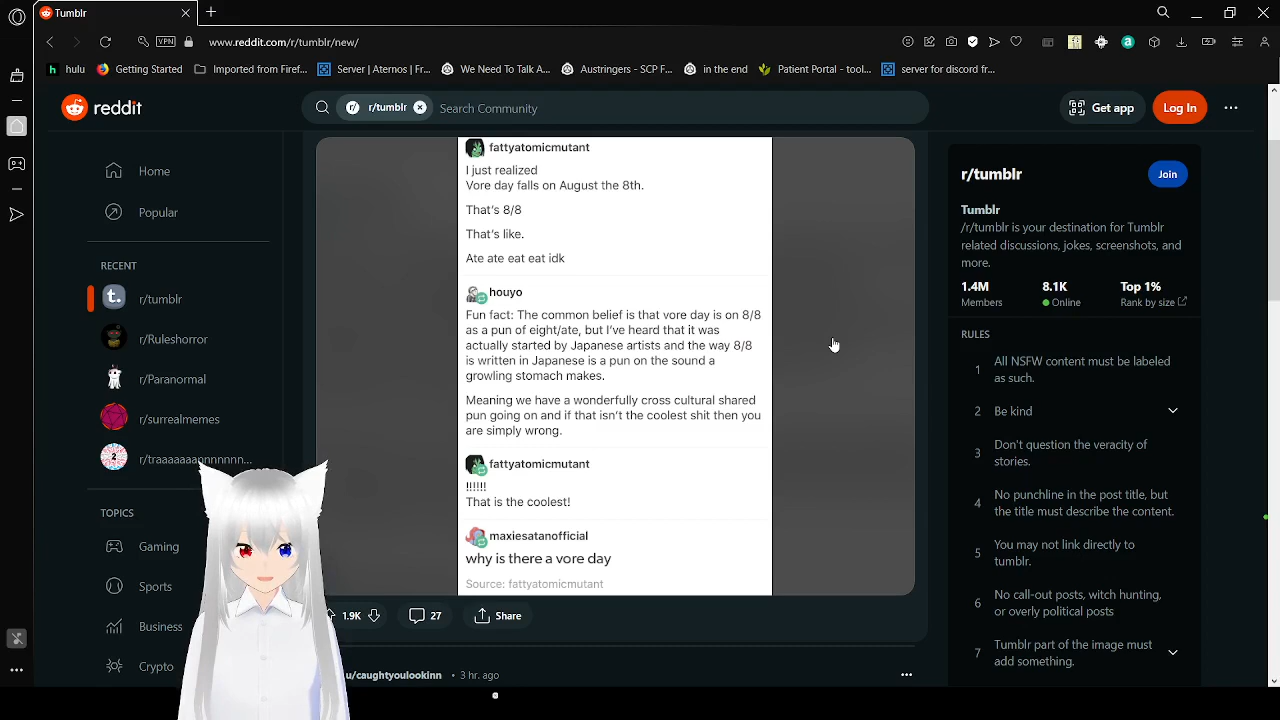 Tumblr
VPN
www.reddit.com/r/tumblr/new/
hulu
Getting Started
Imported from Firef...
Server | Aternos | Fr...
We Need To Talk A...
Austringers - SCP F...
in the end
Patient Portal - tool...
server for discord fr...
reddit
r/
r/tumblr
Search Community
Get app
Log In
Home
Popular
RECENT
r/tumblr
r/Ruleshorror
r/Paranormal
r/surrealmemes
r/traaaaaaannnnnnn...
TOPICS
Gaming
Sports
Business
Crypto
fattyatomicmutant
I just realized
Vore day falls on August the 8th.
That's 8/8
That's like.
Ate ate eat eat idk
houyo
Fun fact: The common belief is that vore day is on 8/8
as a pun of eight/ate, but I've heard that it was
actually started by Japanese artists and the way 8/8
is written in Japanese is a pun on the sound a
growling stomach makes.
Meaning we have a wonderfully cross cultural shared
pun going on and if that isn't the coolest shit then you
are simply wrong.
fattyatomicmutant
!!!!!!
That is the coolest!
maxiesatanofficial
why is there a vore day
Source: fattyatomicmutant
1.9K
27
Share
u/caughtyoulookinn • 3 hr. ago
r/tumblr
Join
Tumblr
/r/tumblr is your destination for Tumblr
related discussions, jokes, screenshots, and
more.
1.4M
Members
8.1K
Online
Top 1%
Rank by size
RULES
1 All NSFW content must be labeled
as such.
2 Be kind
3 Don't question the veracity of
stories.
4 No punchline in the post title, but
the title must describe the content.
5 You may not link directly to
tumblr.
6 No call-out posts, witch hunting,
or overly political posts
7 Tumblr part of the image must
add something.